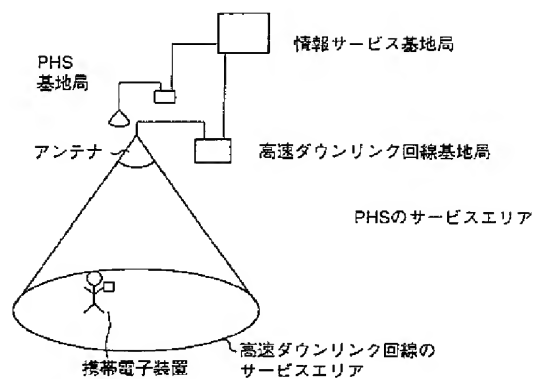 情報サービス基地局
PHS
基地局
アンテナ
高速ダウンリンク回線基地局
PHSのサービスエリア
携帯電子装置
高速ダウンリンク回線の
サービスエリア